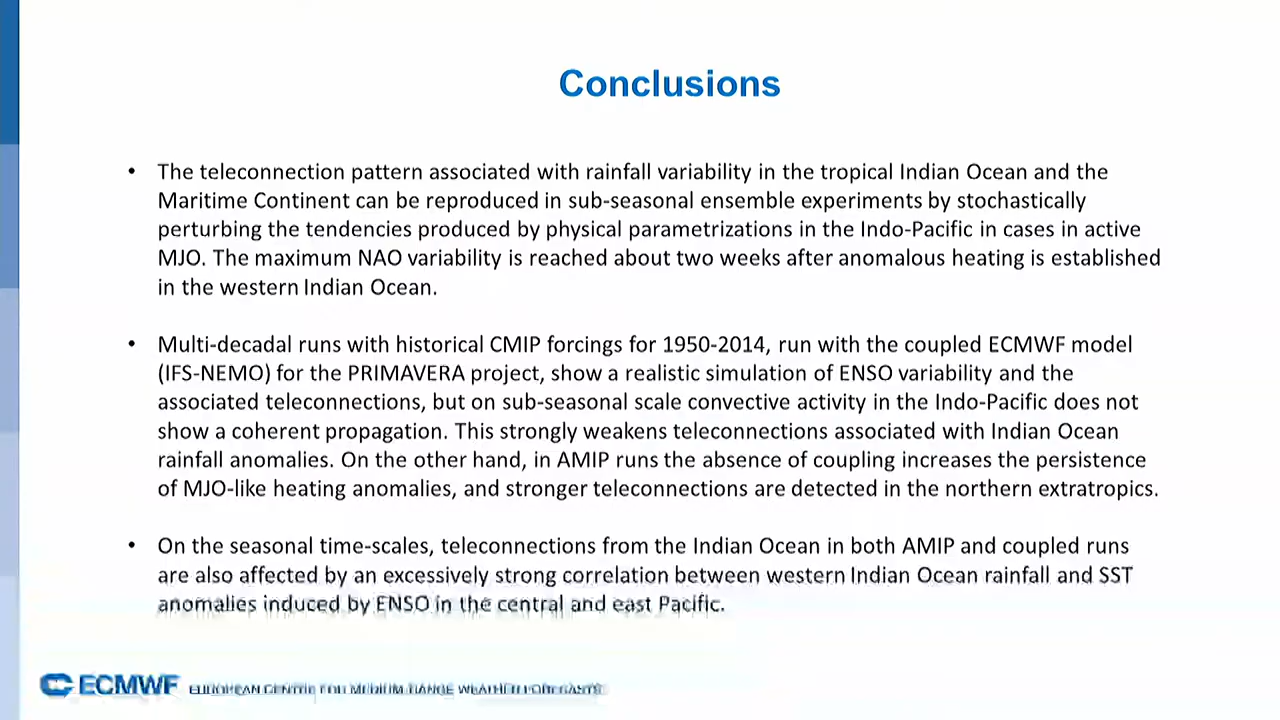 Conclusions
• The teleconnection pattern associated with rainfall variability in the tropical Indian Ocean and the
Maritime Continent can be reproduced in sub-seasonal ensemble experiments by stochastically
perturbing the tendencies produced by physical parametrizations in the Indo-Pacific in cases in active
MJO. The maximum NAO variability is reached about two weeks after anomalous heating is established
in the western Indian Ocean.
• Multi-decadal runs with historical CMIP forcings for 1950-2014, run with the coupled ECMWF model
(IFS-NEMO) for the PRIMAVERA project, show a realistic simulation of ENSO variability and the
associated teleconnections, but on sub-seasonal scale convective activity in the Indo-Pacific does not
show a coherent propagation. This strongly weakens teleconnections associated with Indian Ocean
rainfall anomalies. On the other hand, in AMIP runs the absence of coupling increases the persistence
of MJO-like heating anomalies, and stronger teleconnections are detected in the northern extratropics.
• On the seasonal time-scales, teleconnections from the Indian Ocean in both AMIP and coupled runs
are also affected by an excessively strong correlation between western Indian Ocean rainfall and SST
anomalies induced by ENSO in the central and east Pacific.
ECMWF EUROPEAN CENTRE FOR MEDIUM-RANGE WEATHER FORECASTS